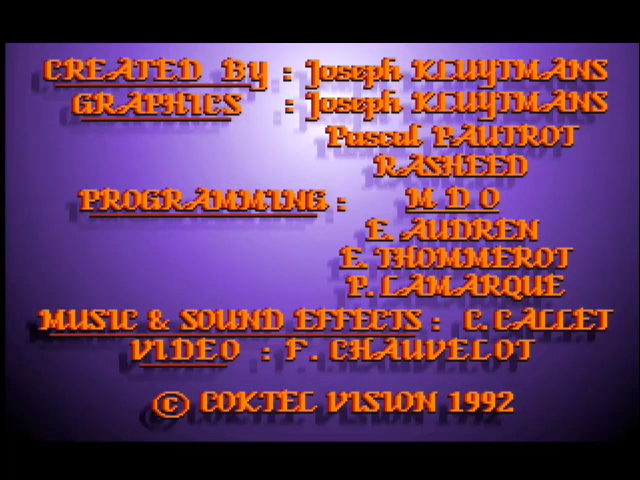 CREATED BY : Joseph KLUYTMANS
GRAPHICS : Joseph KLUYTMANS
Pascal PAUTROT
RASHEED
PROGRAMMING : M D O
E. AUDREN
E. THOMMEROT
P. LAMARQUE
MUSIC & SOUND EFFECTS : C. CALLET
VIDEO : F. CHAUVELOT
© COKTEL VISION 1992